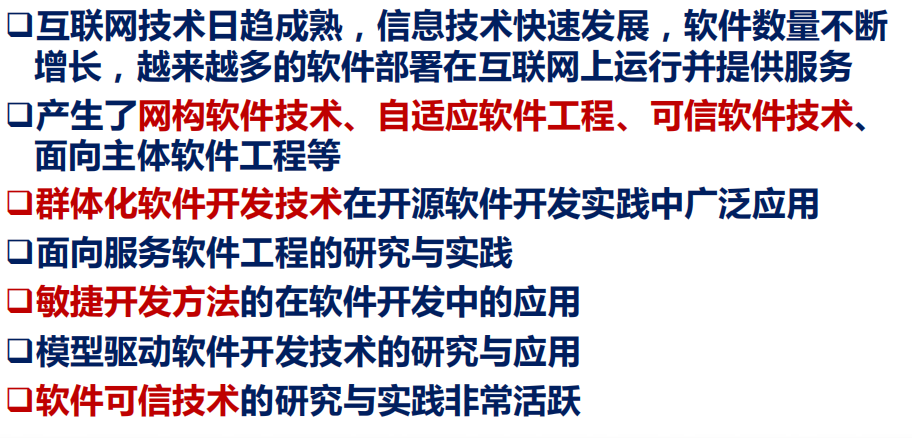 ❑互联网技术日趋成熟，信息技术快速发展，软件数量不断
增长，越来越多的软件部署在互联网上运行并提供服务
❑产生了网构软件技术、自适应软件工程、可信软件技术、
面向主体软件工程等
❑群体化软件开发技术在开源软件开发实践中广泛应用
❑面向服务软件工程的研究与实践
❑敏捷开发方法的在软件开发中的应用
❑模型驱动软件开发技术的研究与应用
❑软件可信技术的研究与实践非常活跃